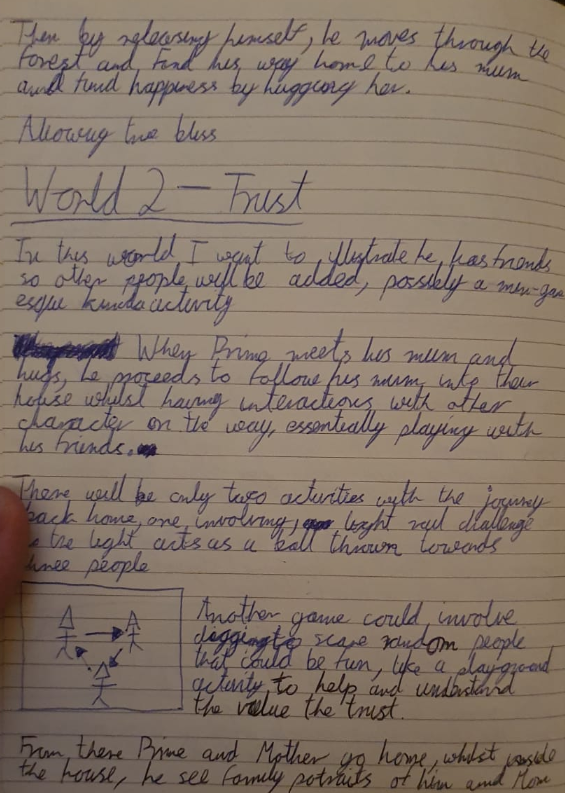 Then by releasing himself, he moves through the
forest and find his way home to his mum
and find happiness by huggiong her.
Allowing the bliss
World 2 — Trust
In this world I want to illustrate he has friends
so other people will be added, possibly a mini-game
esque kinda activity
When Prime meets his mum and
hugs, he proceeds to follow his mum into their
house whilst having interactions with other
character on the way, essentially playing with
his friends.
There will be only two activities with the journey
back home, one involving, light challenge
the light acts as a ball thrown towards
three people
Another game could involve
scare random people
that could be fun, like a playground
activity to help and understand
the value the trust.
From there Prime and Mother go home, whilst inside
the house, he see family potraits of him and Mom